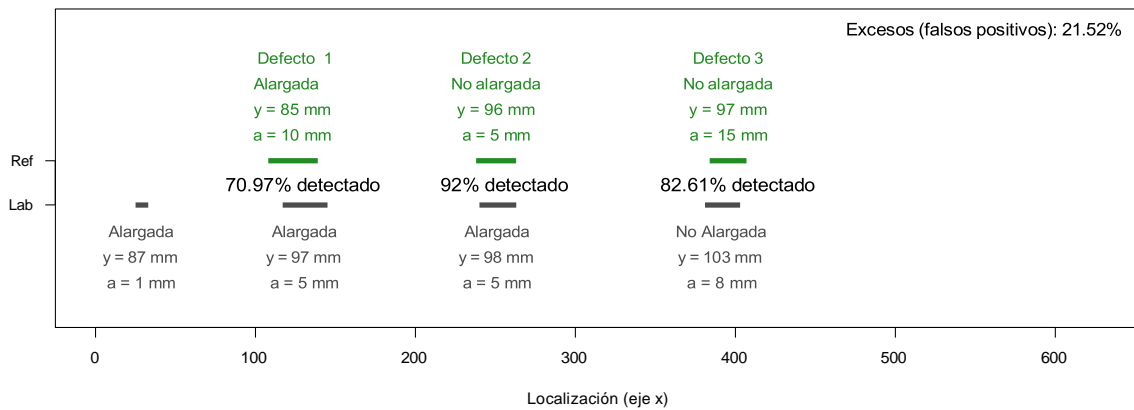 Excesos (falsos positivos): 21.52%
Defecto 1
Alargada
y = 85 mm
a = 10 mm
Defecto 2
No alargada
y = 96 mm
a = 5 mm
Defecto 3
No alargada
y = 97 mm
a = 15 mm
Ref
70.97% detectado
92% detectado
82.61% detectado
Lab
Alargada
y = 87 mm
a = 1 mm
Alargada
y = 97 mm
a = 5 mm
Alargada
y = 98 mm
a = 5 mm
No Alargada
y = 103 mm
a = 8 mm
0 100 200 300 400 500 600
Localización (eje x)